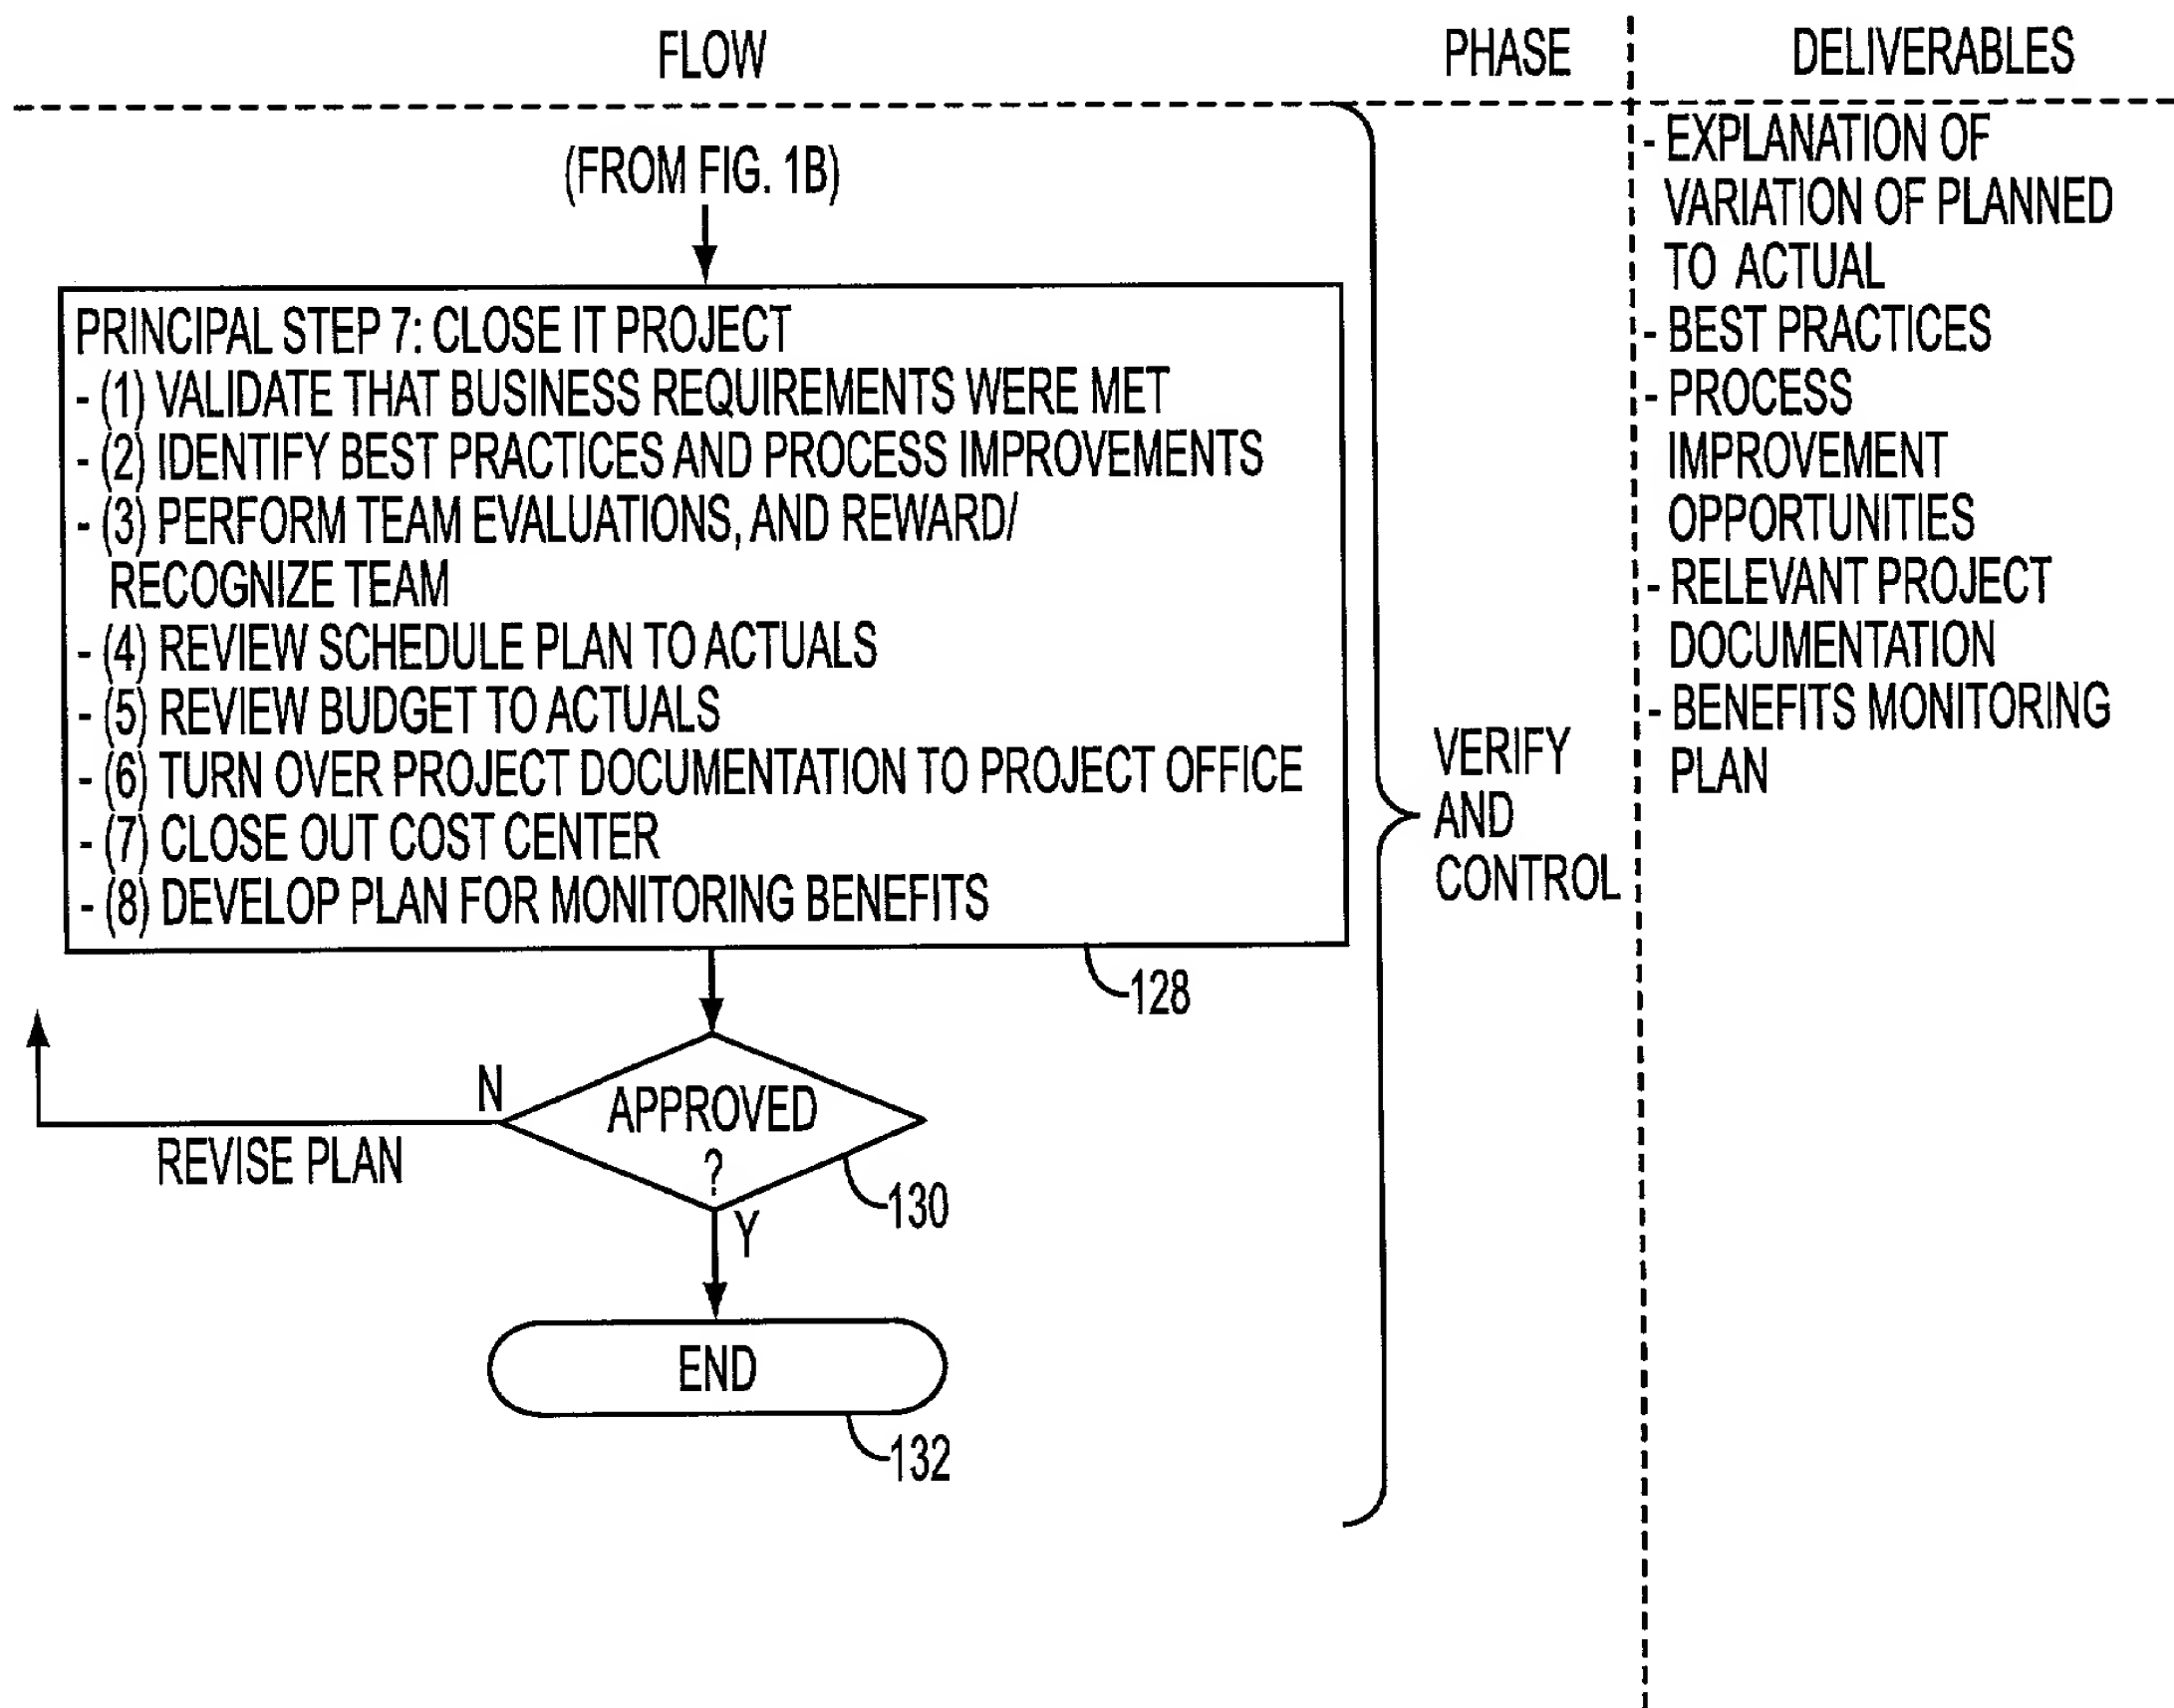 FLOW
PHASE
DELIVERABLES
(FROM FIG. 1B)
PRINCIPAL STEP 7: CLOSE IT PROJECT
- (1) VALIDATE THAT BUSINESS REQUIREMENTS WERE MET
- (2) IDENTIFY BEST PRACTICES AND PROCESS IMPROVEMENTS
- (3) PERFORM TEAM EVALUATIONS, AND REWARD/
RECOGNIZE TEAM
- (4) REVIEW SCHEDULE PLAN TO ACTUALS
- (5) REVIEW BUDGET TO ACTUALS
- (6) TURN OVER PROJECT DOCUMENTATION TO PROJECT OFFICE
- (7) CLOSE OUT COST CENTER
- (8) DEVELOP PLAN FOR MONITORING BENEFITS
128
N
REVISE PLAN
APPROVED
?
130
Y
END
132
VERIFY
AND
CONTROL
- EXPLANATION OF
VARIATION OF PLANNED
TO ACTUAL
- BEST PRACTICES
- PROCESS
IMPROVEMENT
OPPORTUNITIES
- RELEVANT PROJECT
DOCUMENTATION
- BENEFITS MONITORING
PLAN